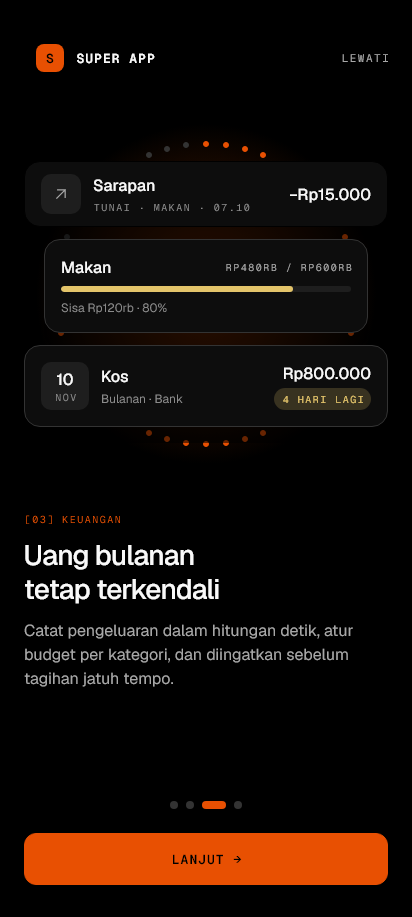 S SUPER APP LEWATI
Sarapan −Rp15.000
TUNAI · MAKAN · 07.10
Makan RP480RB / RP600RB
Sisa Rp120rb · 80%
10 Kos Rp800.000
NOV Bulanan · Bank 4 HARI LAGI
[03] KEUANGAN
Uang bulanan
tetap terkendali
Catat pengeluaran dalam hitungan detik, atur
budget per kategori, dan diingatkan sebelum
tagihan jatuh tempo.
LANJUT →